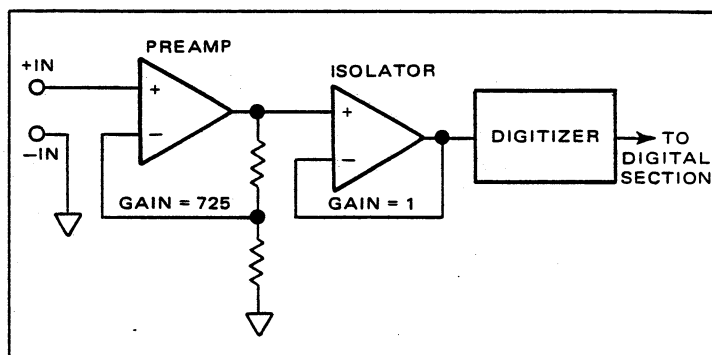 PREAMP
+IN
+
−
−IN
GAIN = 725
ISOLATOR
+
−
GAIN = 1
DIGITIZER
TO
DIGITAL
SECTION